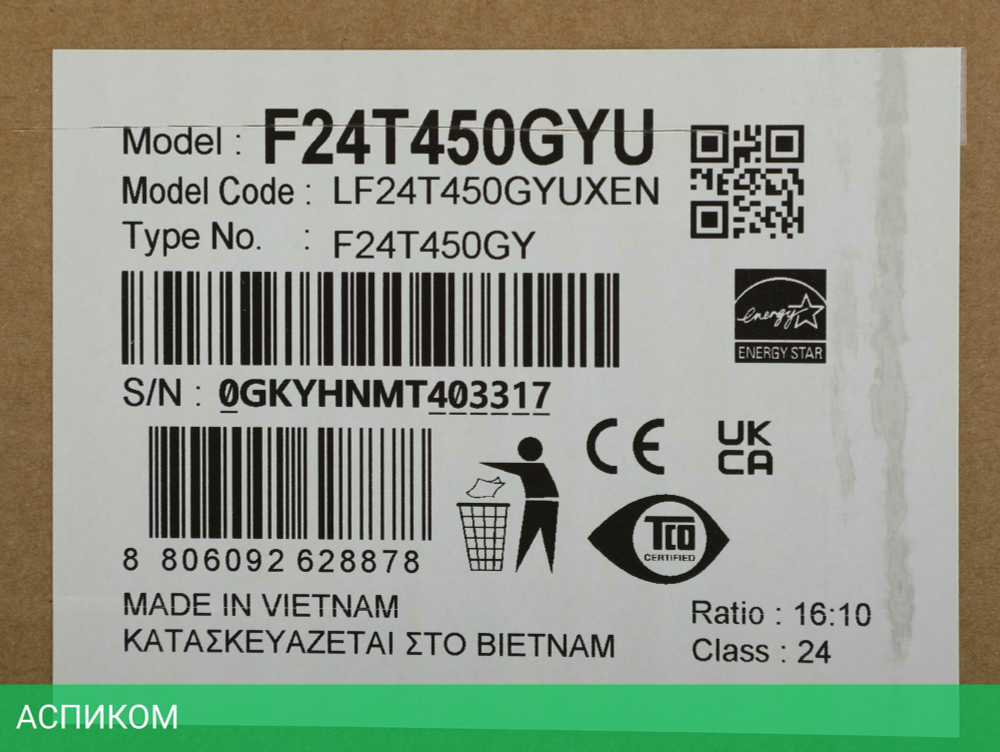 Model : F24T450GYU
Model Code : LF24T450GYUXEN
Type No. : F24T450GY
energy
ENERGY STAR
S/N : 0GKYHNMT403317
CE
UK
CA
TCO
CERTIFIED
8 806092 628878
MADE IN VIETNAM
ΚΑΤΑΣΚΕΥΑΖΕΤΑΙ ΣΤΟ ΒΙΕΤΝΑΜ
Ratio : 16:10
Class : 24
АСПИКОМ